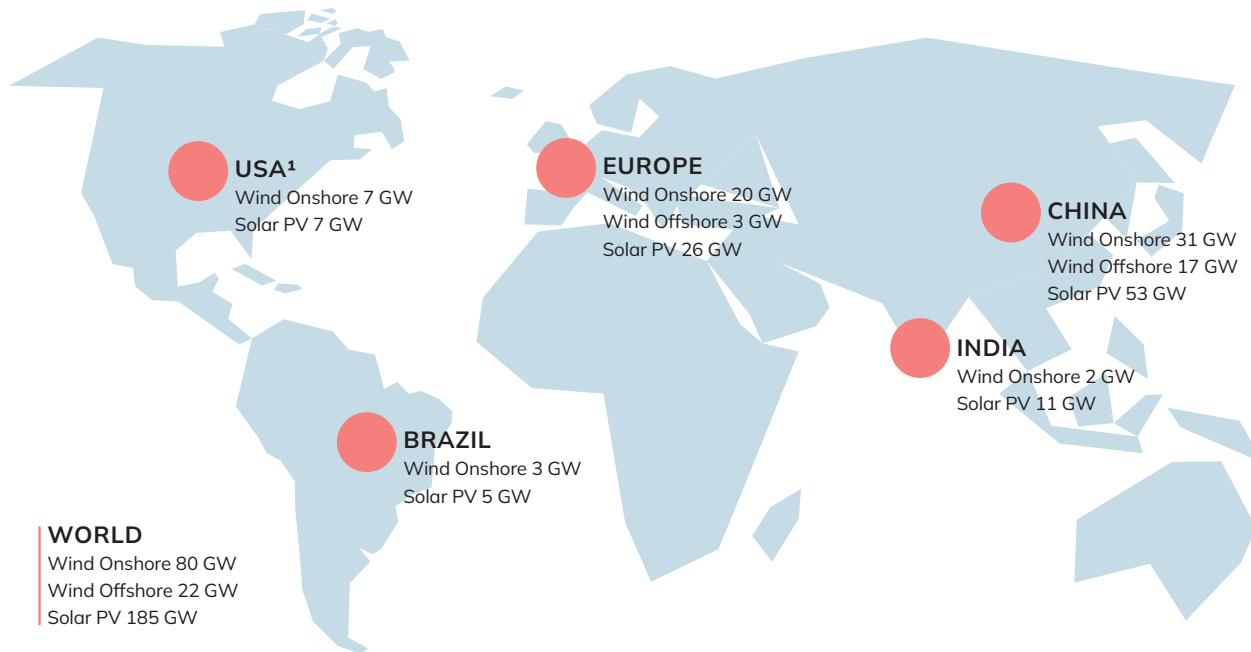 USA¹
Wind Onshore 7 GW
Solar PV 7 GW
EUROPE
Wind Onshore 20 GW
Wind Offshore 3 GW
Solar PV 26 GW
CHINA
Wind Onshore 31 GW
Wind Offshore 17 GW
Solar PV 53 GW
INDIA
Wind Onshore 2 GW
Solar PV 11 GW
BRAZIL
Wind Onshore 3 GW
Solar PV 5 GW
WORLD
Wind Onshore 80 GW
Wind Offshore 22 GW
Solar PV 185 GW